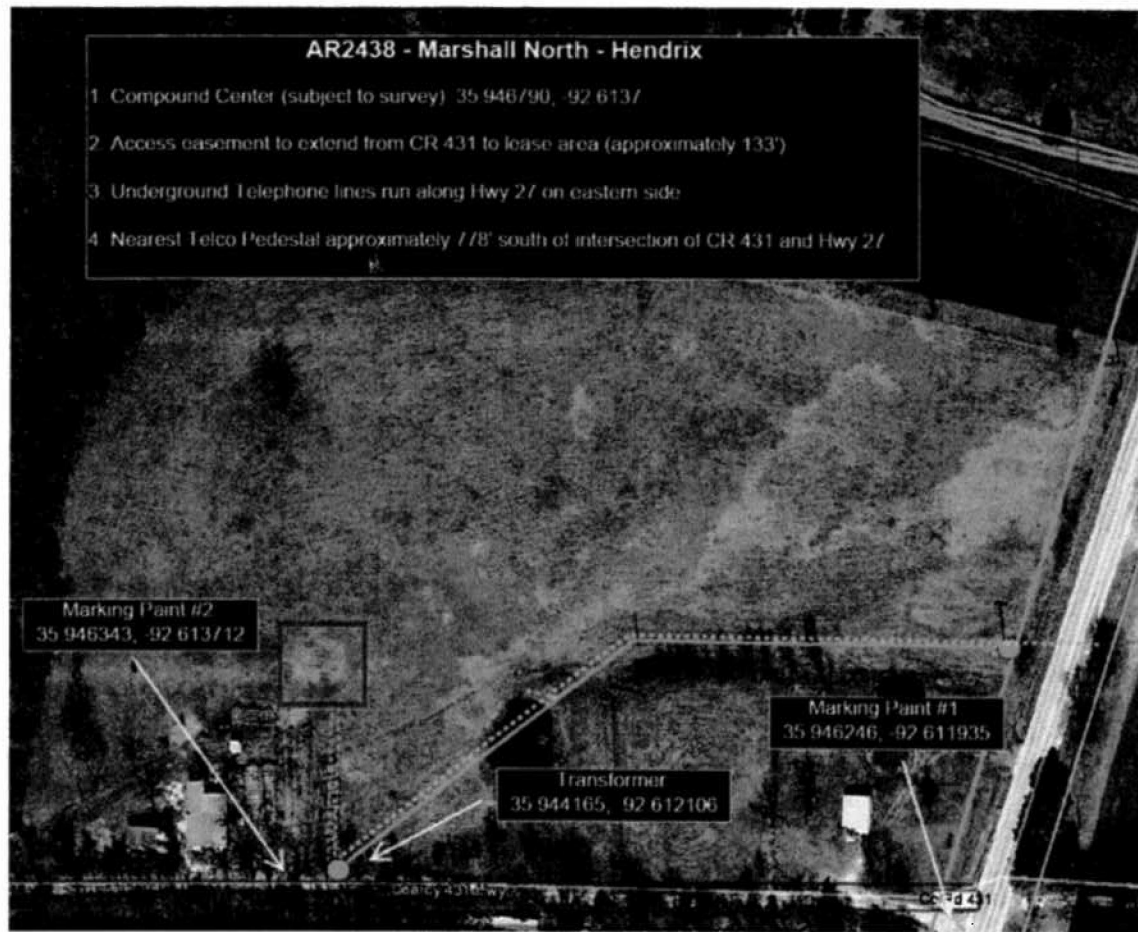 AR2438 - Marshall North - Hendrix
1. Compound Center (subject to survey) 35 946790, -92 6137
2. Access easement to extend from CR 431 to lease area (approximately 133')
3. Underground Telephone lines run along Hwy 27 on eastern side
4. Nearest Telco Pedestal approximately 778' south of intersection of CR 431 and Hwy 27
Marking Paint #2
35 946343, -92 613712
Marking Paint #1
35 946246, -92 611935
Transformer
35 944165, 92 612106
Searcy 431 Hwy